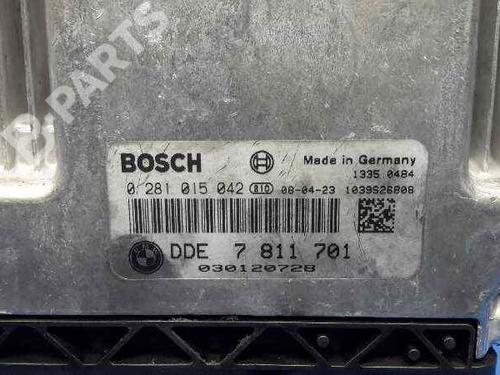 B-PARTS
BOSCH Made in Germany
1335 0484
0 281 015 042 810 08-04-23 1039S26808
DDE 7 811 701
030120728